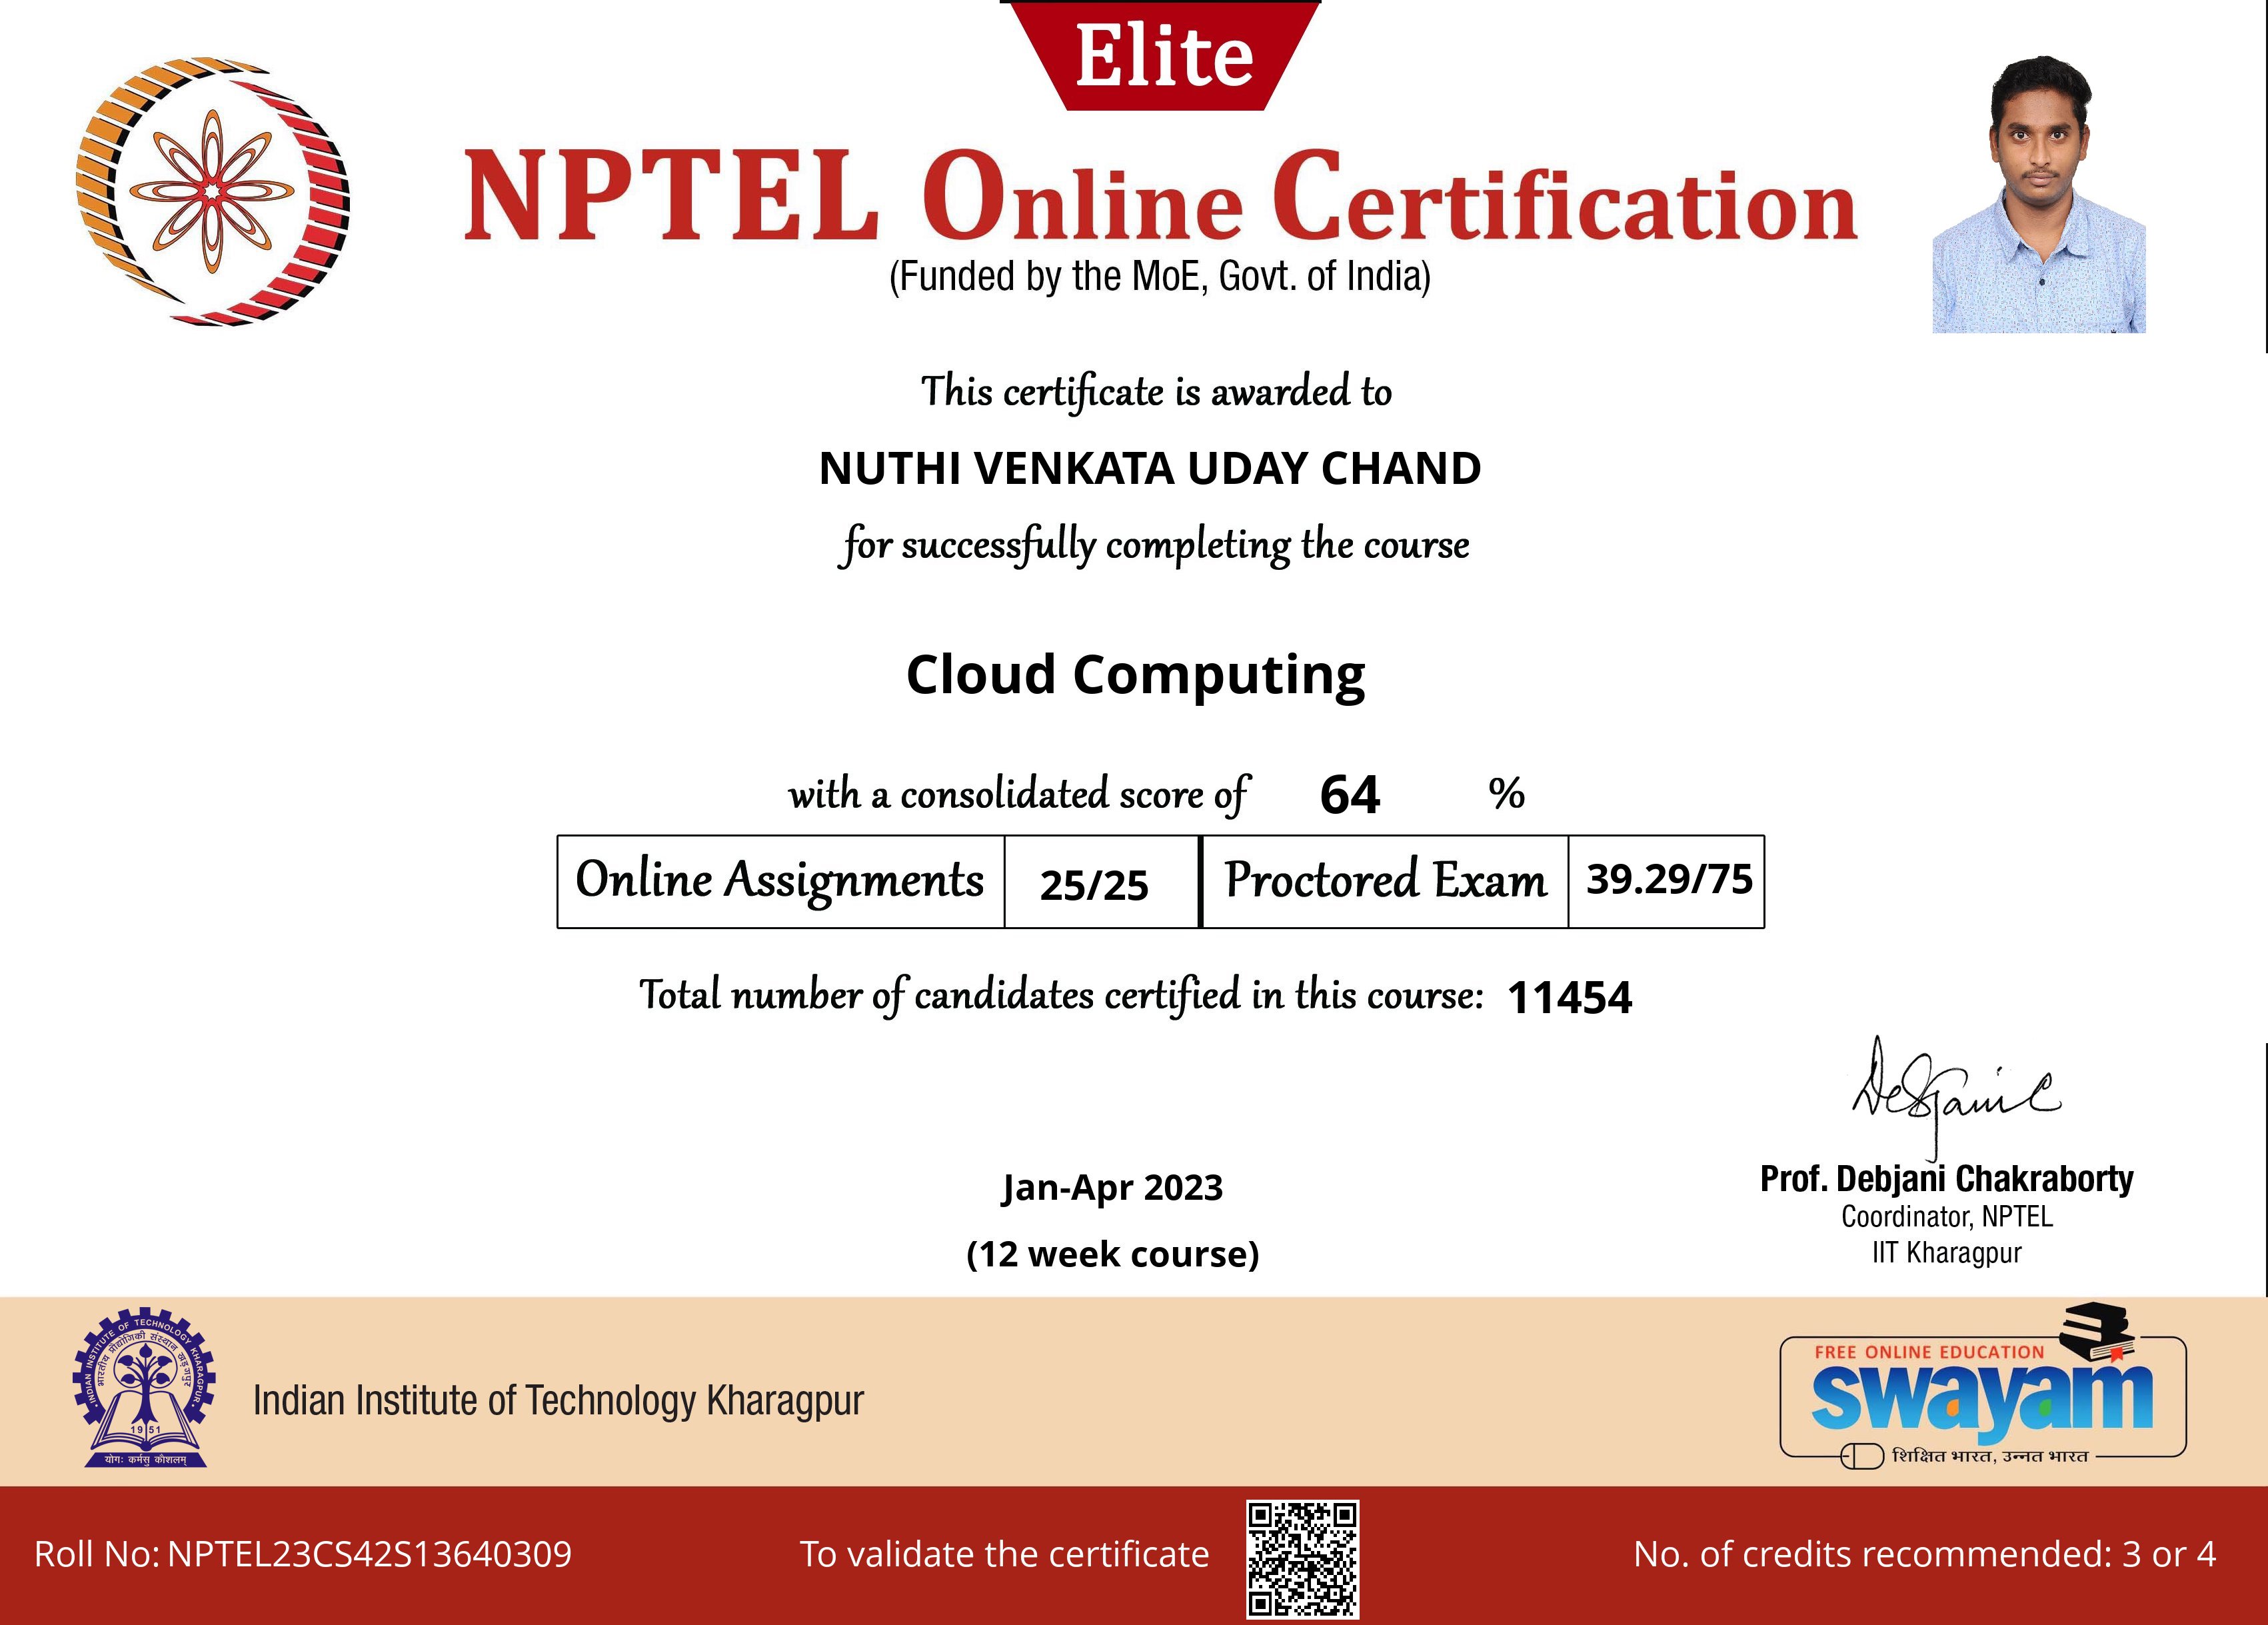 Elite
NPTEL Online Certification
(Funded by the MoE, Govt. of India)
This certificate is awarded to
NUTHI VENKATA UDAY CHAND
for successfully completing the course
Cloud Computing
with a consolidated score of 64 %
Online Assignments 25/25 Proctored Exam 39.29/75
Total number of candidates certified in this course: 11454
Prof. Debjani Chakraborty
Coordinator, NPTEL
IIT Kharagpur
Jan-Apr 2023
(12 week course)
INDIAN INSTITUTE OF TECHNOLOGY KHARAGPUR
भारतीय प्रौद्योगिकी संस्थान खड़गपुर
1951
योगः कर्मसु कौशलम्
Indian Institute of Technology Kharagpur
FREE ONLINE EDUCATION
swayam
शिक्षित भारत, उन्नत भारत
Roll No: NPTEL23CS42S13640309
To validate the certificate
No. of credits recommended: 3 or 4